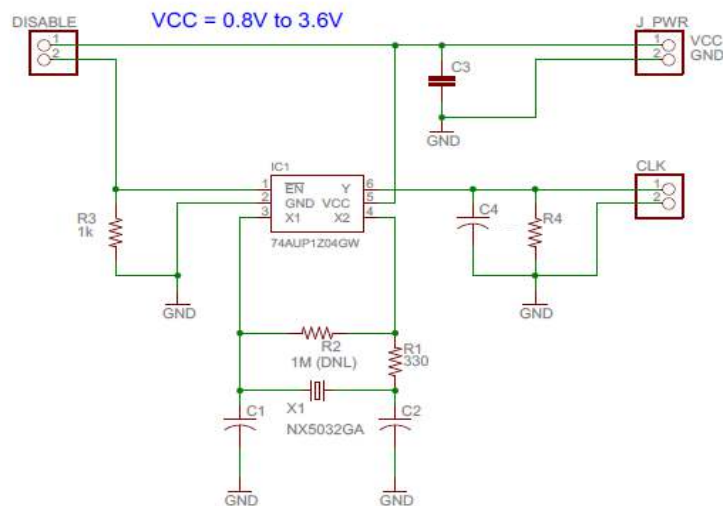 DISABLE
VCC = 0.8V to 3.6V
J_PWR
1
2
1
2
VCC
GND
C3
GND
IC1
1
EN
Y
6
2
GND
VCC
5
3
X1
X2
4
74AUP1Z04GW
CLK
1
2
R3
1k
C4
R4
GND
GND
R2
1M (DNL)
R1
330
C1
X1
C2
NX5032GA
GND
GND